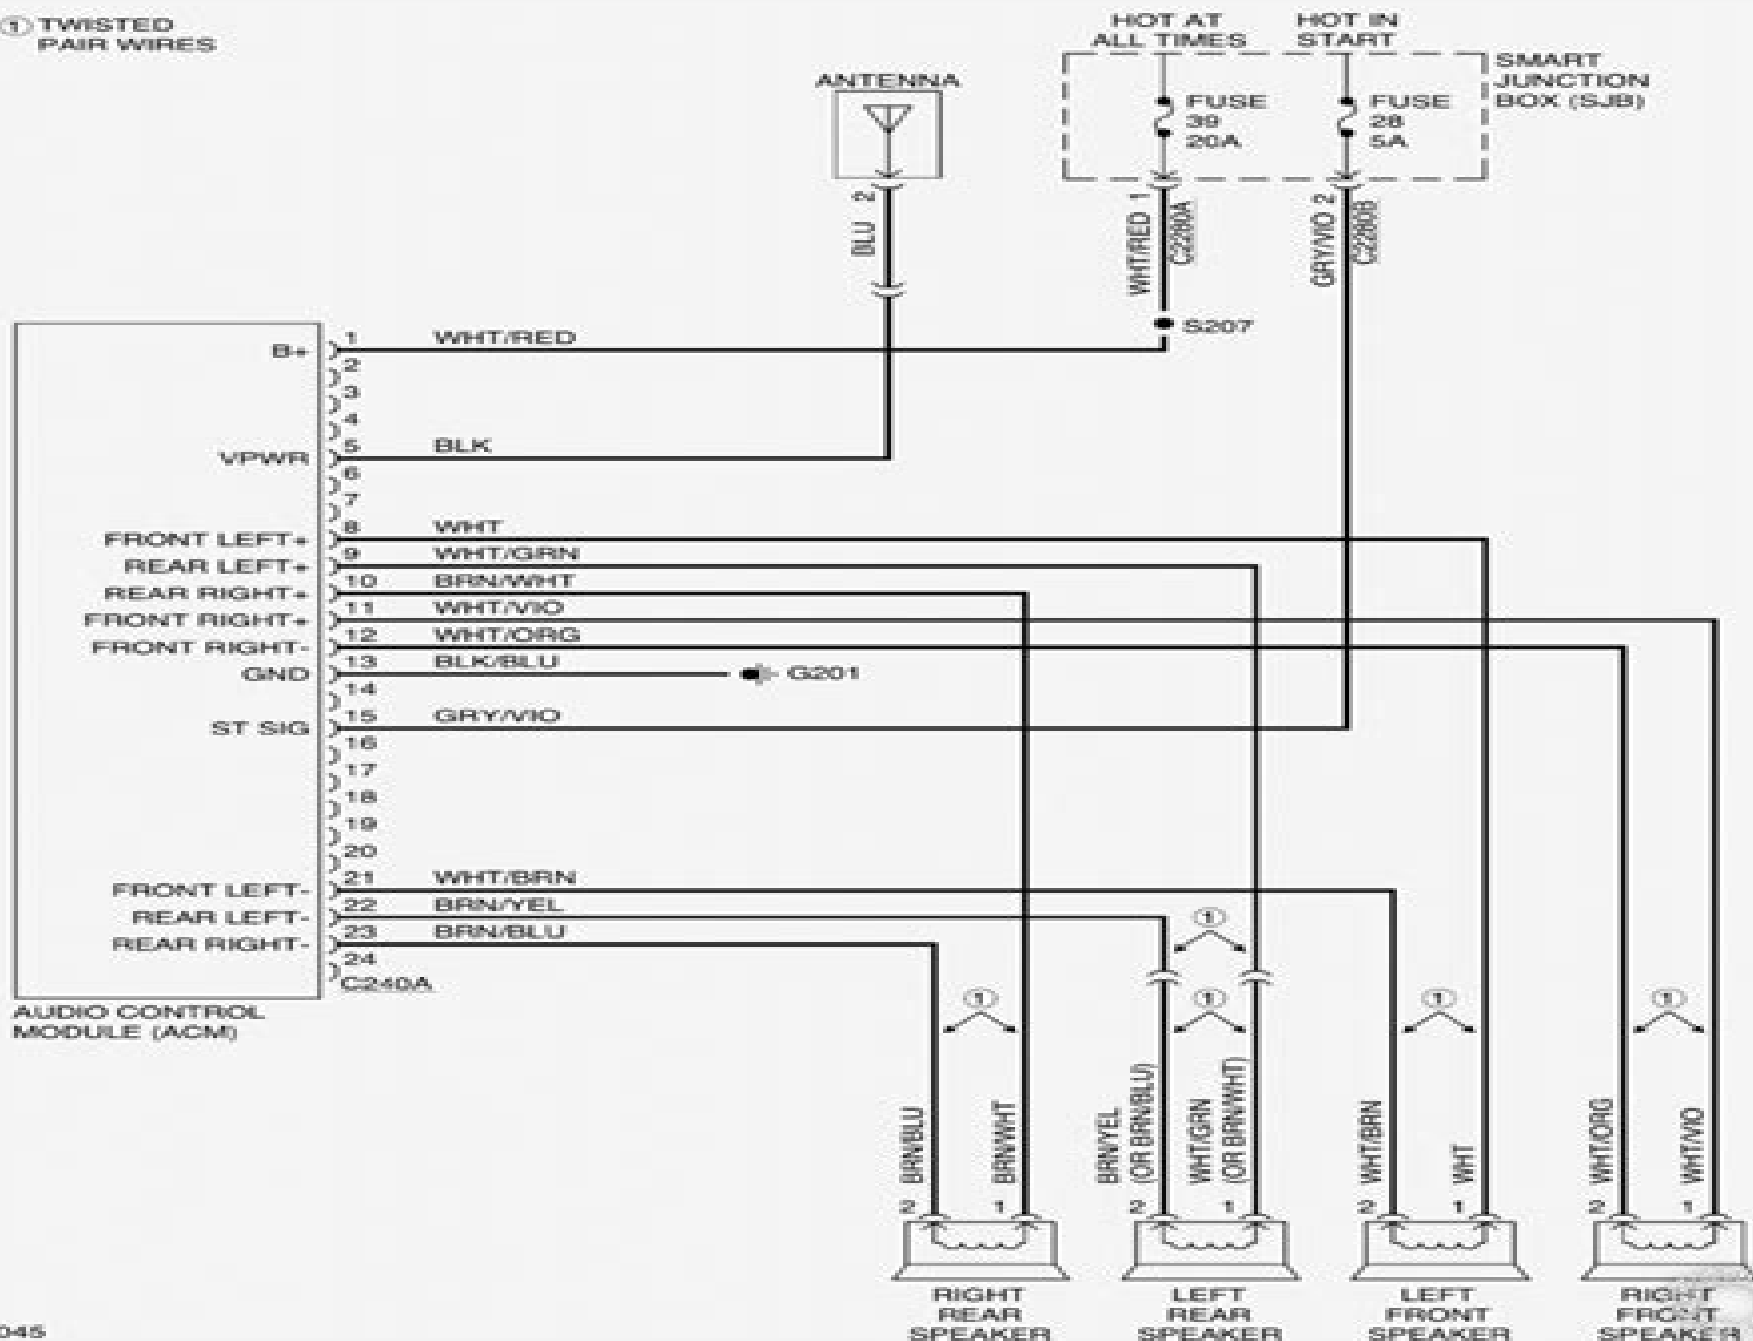 ① TWISTED
PAIR WIRES
HOT AT
ALL TIMES
HOT IN
START
SMART
JUNCTION
BOX (SJB)
ANTENNA
FUSE
39
20A
FUSE
28
5A
2
BLU
WHT/RED 1
C2280A
GRY/VIO 2
C2280B
S207
B+
1
WHT/RED
2
3
4
VPWR
5
BLK
6
7
FRONT LEFT+
8
WHT
REAR LEFT+
9
WHT/GRN
REAR RIGHT+
10
BRN/WHT
FRONT RIGHT+
11
WHT/VIO
FRONT RIGHT-
12
WHT/ORG
GND
13
BLK/BLU
G201
14
ST SIG
15
GRY/VIO
16
17
18
19
20
FRONT LEFT-
21
WHT/BRN
REAR LEFT-
22
BRN/YEL
REAR RIGHT-
23
BRN/BLU
24
C240A
AUDIO CONTROL
MODULE (ACM)
①
①
①
①
①
2 BRN/BLU
1 BRN/WHT
2 BRN/YEL
(OR BRN/BLU)
1 WHT/GRN
(OR BRN/WHT)
2 WHT/BRN
1 WHT
2 WHT/ORG
1 WHT/VIO
RIGHT
REAR
SPEAKER
LEFT
REAR
SPEAKER
LEFT
FRONT
SPEAKER
RIGHT
FRONT
SPEAKER
045